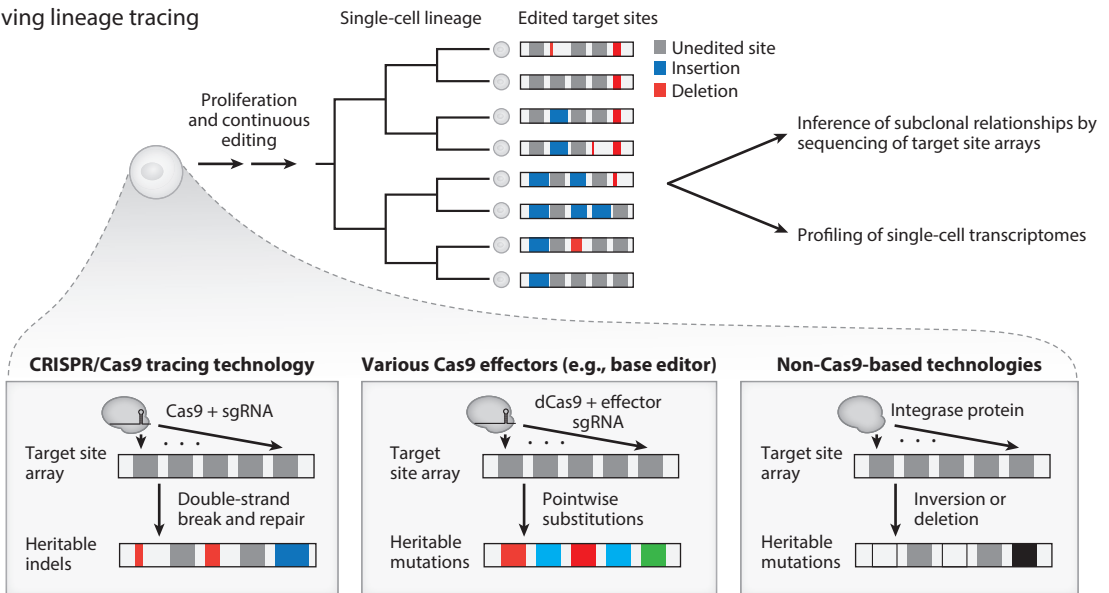 ving lineage tracing
Single-cell lineage
Edited target sites
Unedited site
Insertion
Deletion
Proliferation
and continuous
editing
Inference of subclonal relationships by
sequencing of target site arrays
Profiling of single-cell transcriptomes
CRISPR/Cas9 tracing technology
Cas9 + sgRNA
. . .
Target site
array
Double-strand
break and repair
Heritable
indels
Various Cas9 effectors (e.g., base editor)
dCas9 + effector
sgRNA
. . .
Target
site array
Pointwise
substitutions
Heritable
mutations
Non-Cas9-based technologies
Integrase protein
. . .
Target site
array
Inversion or
deletion
Heritable
mutations